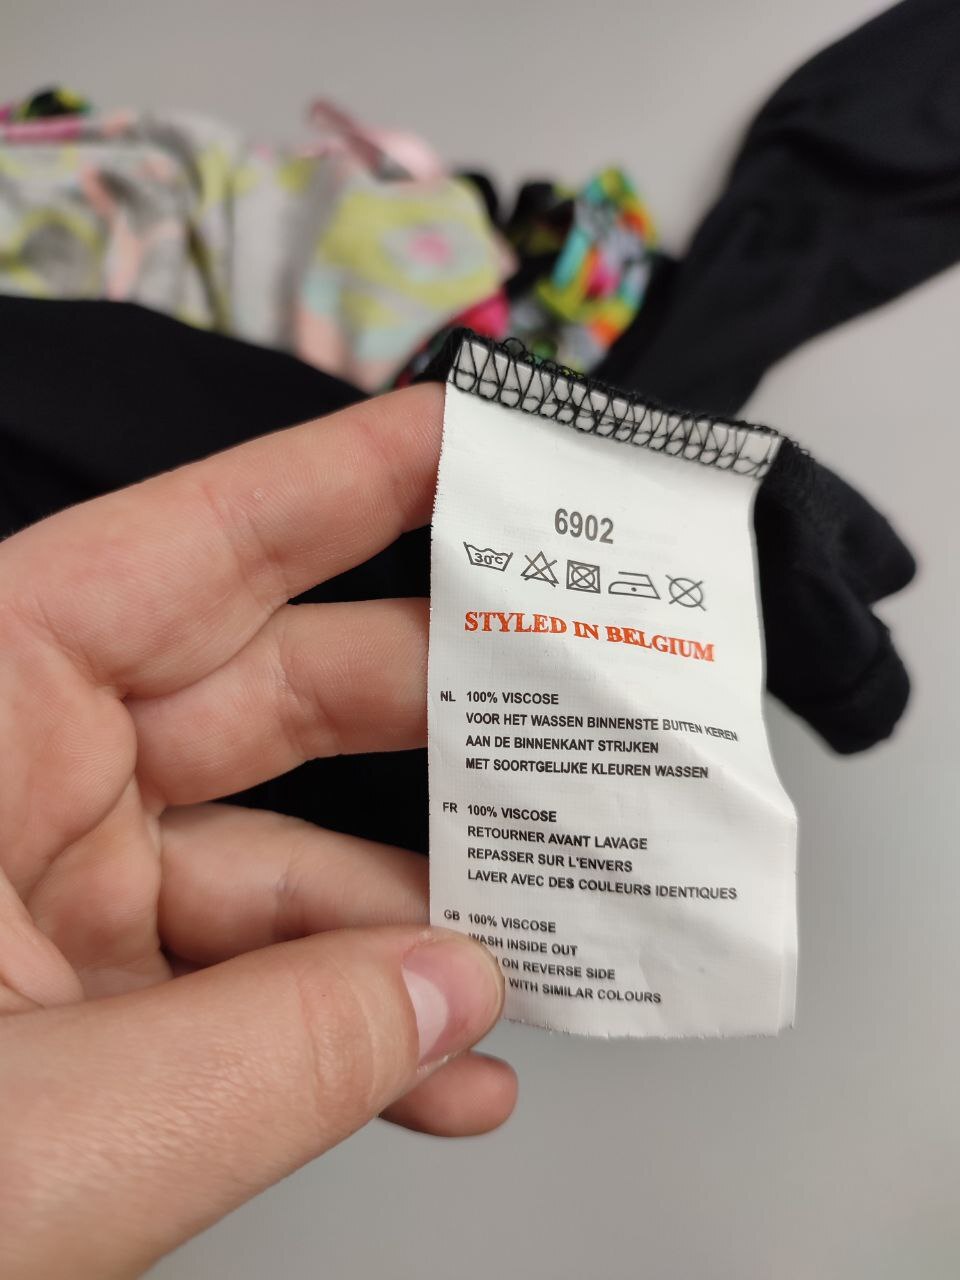 6902
30°C
STYLED IN BELGIUM
NL 100% VISCOSE
VOOR HET WASSEN BINNENSTE BUITEN KEREN
AAN DE BINNENKANT STRIJKEN
MET SOORTGELIJKE KLEUREN WASSEN
FR 100% VISCOSE
RETOURNER AVANT LAVAGE
REPASSER SUR L'ENVERS
LAVER AVEC DES COULEURS IDENTIQUES
GB 100% VISCOSE
WASH INSIDE OUT
ON REVERSE SIDE
WITH SIMILAR COLOURS